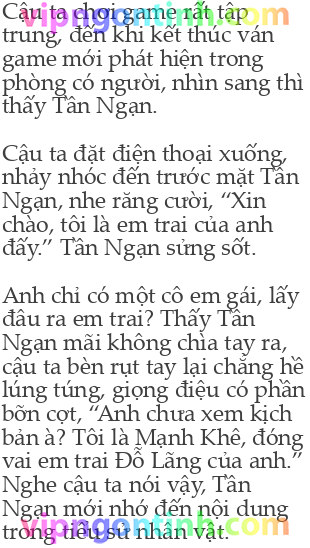 Cậu ta chơi game rất tập
trung, đến khi kết thúc ván
game mới phát hiện trong
phòng có người, nhìn sang thì
thấy Tần Ngạn.
Cậu ta đặt điện thoại xuống,
nhảy nhóc đến trước mặt Tần
Ngạn, nhe răng cười, “Xin
chào, tôi là em trai của anh
đấy.” Tần Ngạn sửng sốt.
Anh chỉ có một cô em gái, lấy
đâu ra em trai? Thấy Tần
Ngạn mãi không chìa tay ra,
cậu ta bèn rụt tay lại chẳng hề
lúng túng, giọng điệu có phần
bỡn cợt, “Anh chưa xem kịch
bản à? Tôi là Mạnh Khê, đóng
vai em trai Đỗ Lãng của anh.”
Nghe cậu ta nói vậy, Tần
Ngạn mới nhớ đến nội dung
trong tiểu sử nhân vật.
vipngontinh.com
vipngontinh.com